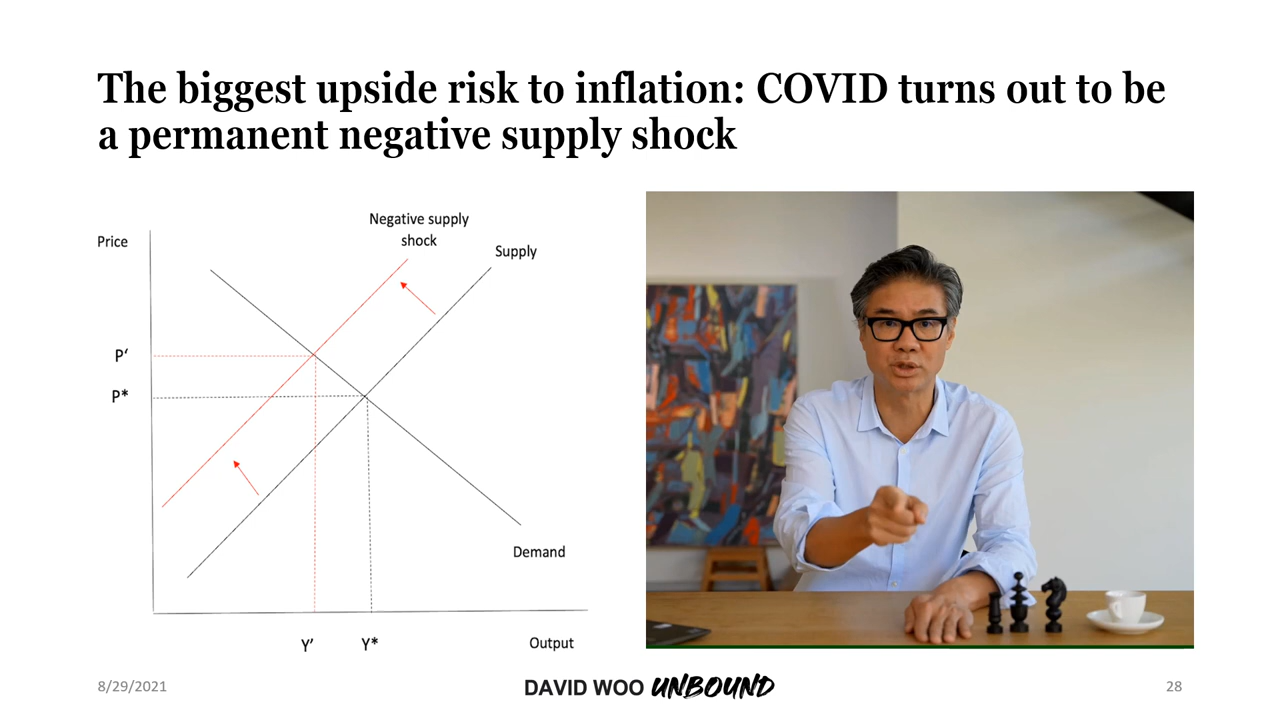 The biggest upside risk to inflation: COVID turns out to be
a permanent negative supply shock
Negative supply
shock
Price
Supply
P‘
P*
Demand
Y’
Y*
Output
8/29/2021
DAVID WOO UNBOUND
28